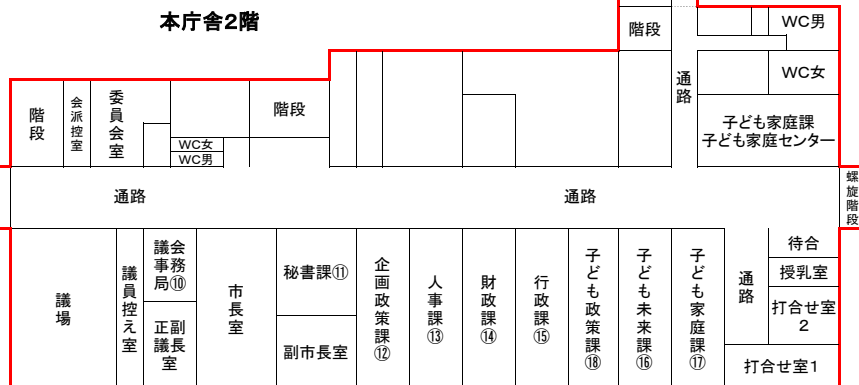 本庁舎2階
階段
WC男
WC女
通路
子ども家庭課
子ども家庭センター
階段
会派控室
委員会室
WC女
WC男
階段
通路
通路
螺旋階段
議場
議員控え室
議会
事務
局⑩
正副
議長
室
市長室
秘書課⑪
副市長室
企画政策課⑫
人事課⑬
財政課⑭
行政課⑮
子ども政策課⑱
子ども未来課⑯
子ども家庭課⑰
通路
待合
授乳室
打合せ室
2
打合せ室1